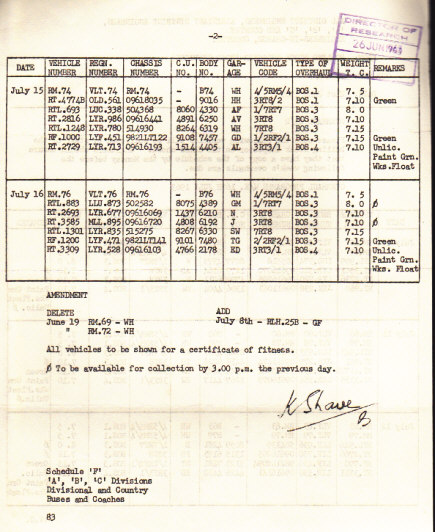 -2-
DIRECTOR OF
RESEARCH
26 JUN 1960
DATE VEHICLE NUMBER REGN. NUMBER CHASSIS NUMBER C.U. NO. BODY NO. GAR-AGE VEHICLE CODE TYPE OF OVERHAUL WEIGHT T. C. REMARKS
July 15 RM.74 VLT.74 RM.74 - B74 WH 4/5RM5/4 BOS.1 7. 5
RT.4774B OLD.561 09618035 - 9016 HH 3RT8/2 BOS.1 7.10 Green
RTL.693 LUC.338 504368 8060 4330 AP 1/7RT7 BOS.3 8. 0
RT.2816 LYR.986 09616441 4891 6250 AV 3RT8 BOS.3 7.10
RTL.1248 LYR.780 514930 8264 6319 WH 7RT8 BOS.3 7.15
RF.100C LYF.451 9821LT122 9108 7457 GD 1/2RF2/1 BOS.3 7.15 Green
RT.2729 LYR.713 09616193 1514 4405 AL 3RT3/1 BOS.4 7.10 Unlic.
Paint Grn.
Wks.Float
July 16 RM.76 VLT.76 RM.76 - B76 WH 4/5RM5/4 BOS.1 7. 5
RTL.883 LLU.873 502582 8075 4389 GM 1/7RT7 BOS.3 8. 0 ø
RT.2693 LYR.677 09616069 1437 6210 N 3RT8 BOS.3 7.10
RT.3585 MLL.895 09616720 4808 6192 J 3RT8 BOS.3 7.10 ø
RTL.1301 LYR.835 515275 8267 6330 SW 7RT8 BOS.3 7.15
RF.120C LYF.471 9821LT141 9101 7480 TG 2/2RF2/1 BOS.3 7.15 Green
RT.3309 LYR.528 09616103 4766 2178 ED 3RT3/1 BOS.4 7.10 Unlic.
Paint Grn.
Wks. Float
AMENDMENT
DELETE ADD
June 19 RM.69 - WH July 8th - RLH.25B - GF
" RM.72 - WH
All vehicles to be shown for a certificate of fitness.
ø To be available for collection by 3.00 p.m. the previous day.
K Shave
Schedule 'F'
'A', 'B', 'C' Divisions
Divisional and Country
Buses and Coaches
83